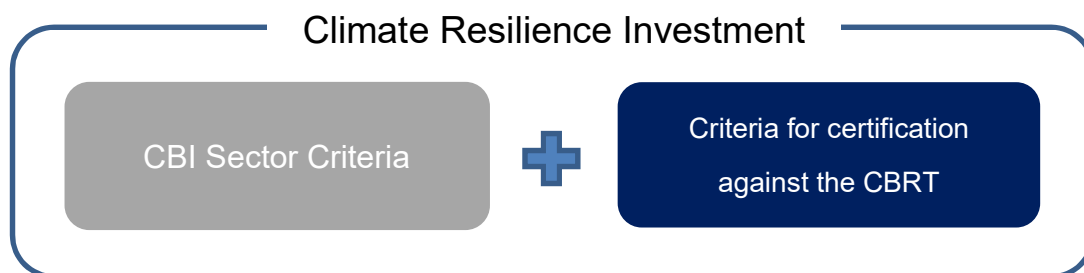 Climate Resilience Investment
CBI Sector Criteria
Criteria for certification
against the CBRT